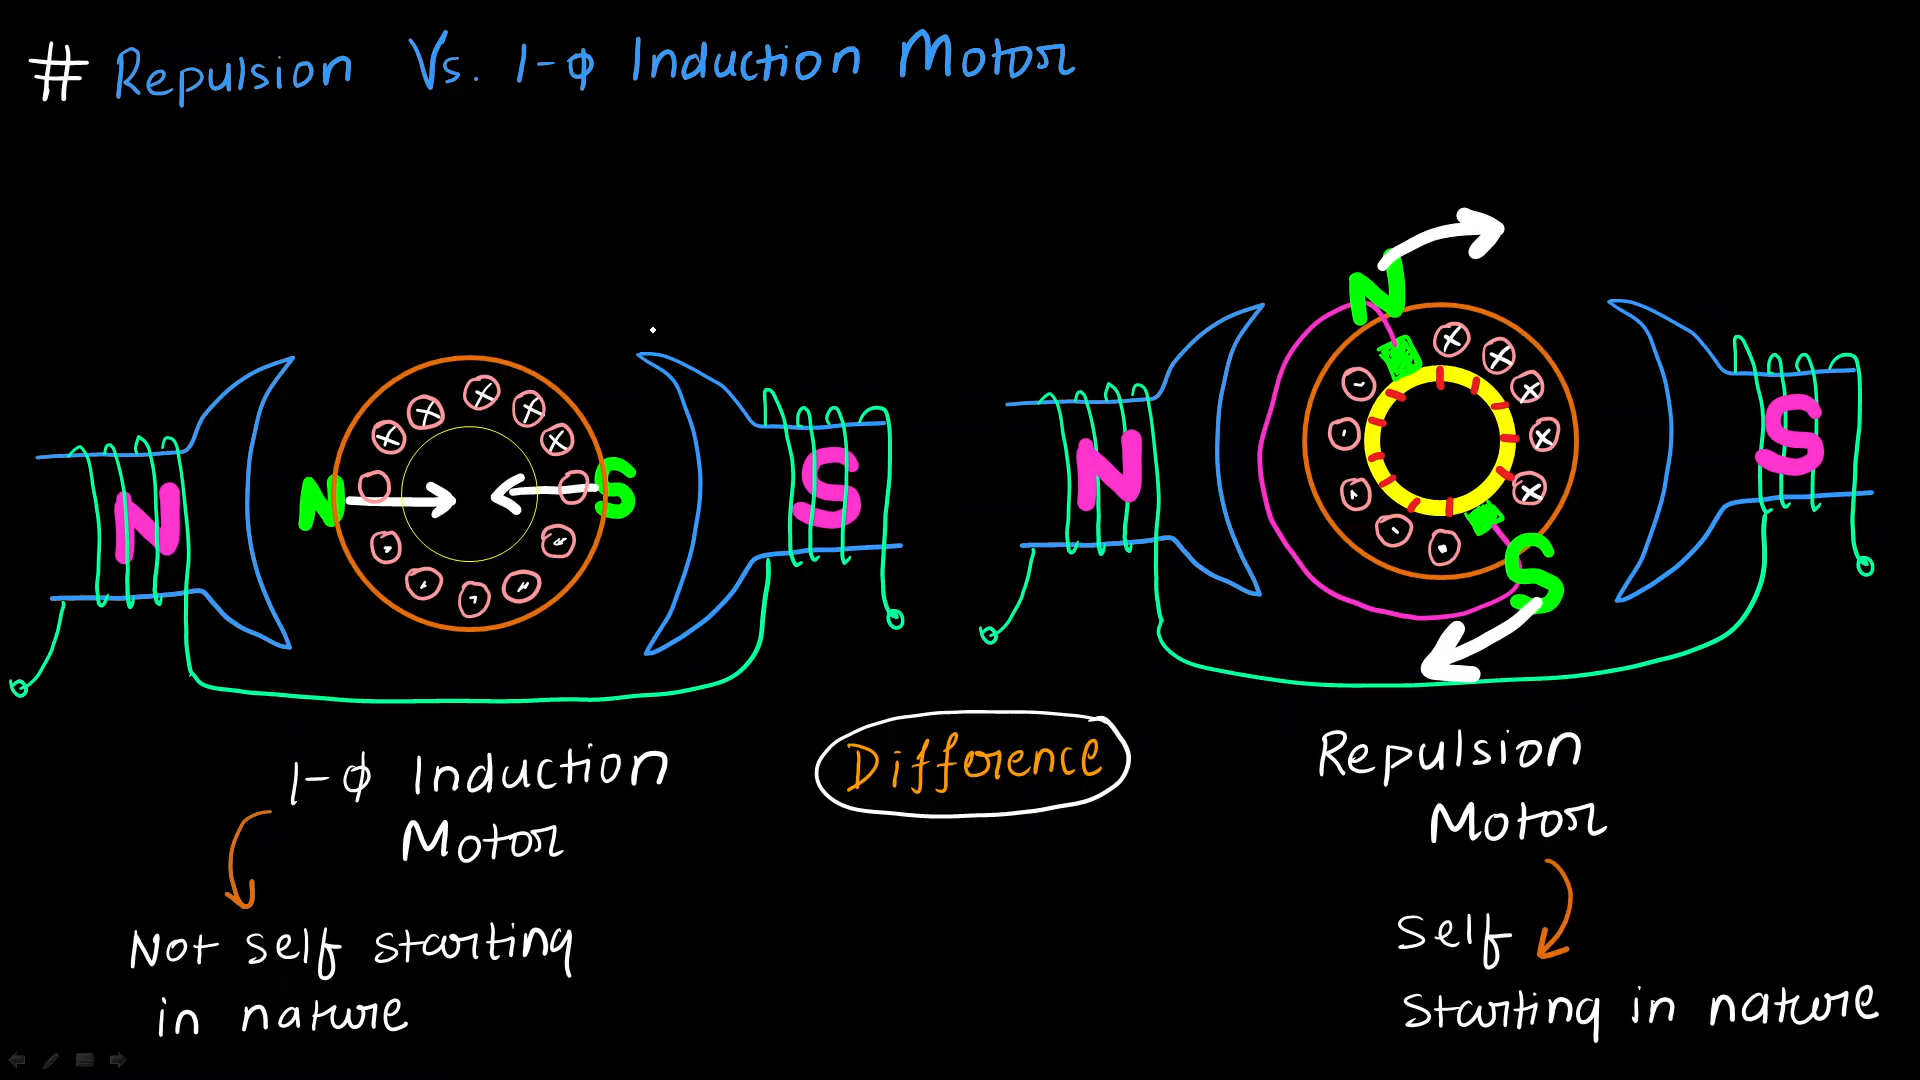 # Repulsion Vs. 1-φ Induction Motor
N
N
S
S
N
N
S
S
1-φ Induction
Motor
Difference
Repulsion
Motor
Not self starting
in nature
Self
Starting in nature